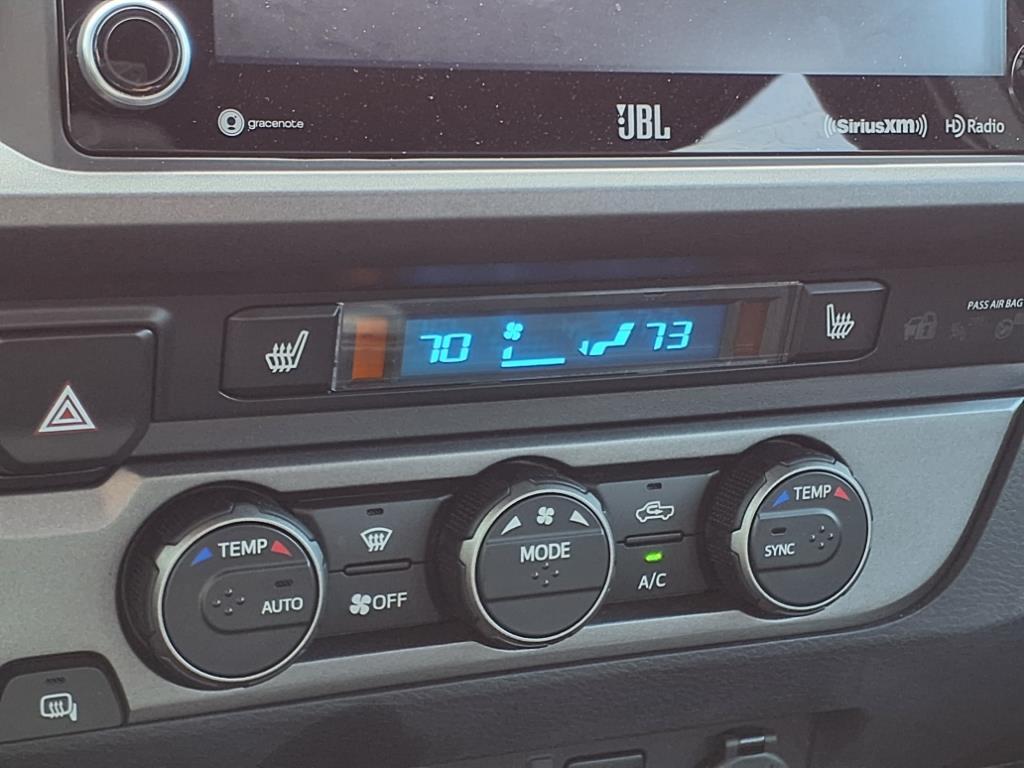 gracenote
JBL
SiriusXM
HD Radio
PASS AIR BAG
70 73
TEMP
AUTO
OFF
MODE
A/C
TEMP
SYNC